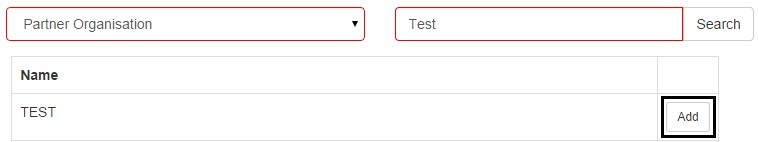 Partner Organisation Test Search
Name
TEST Add